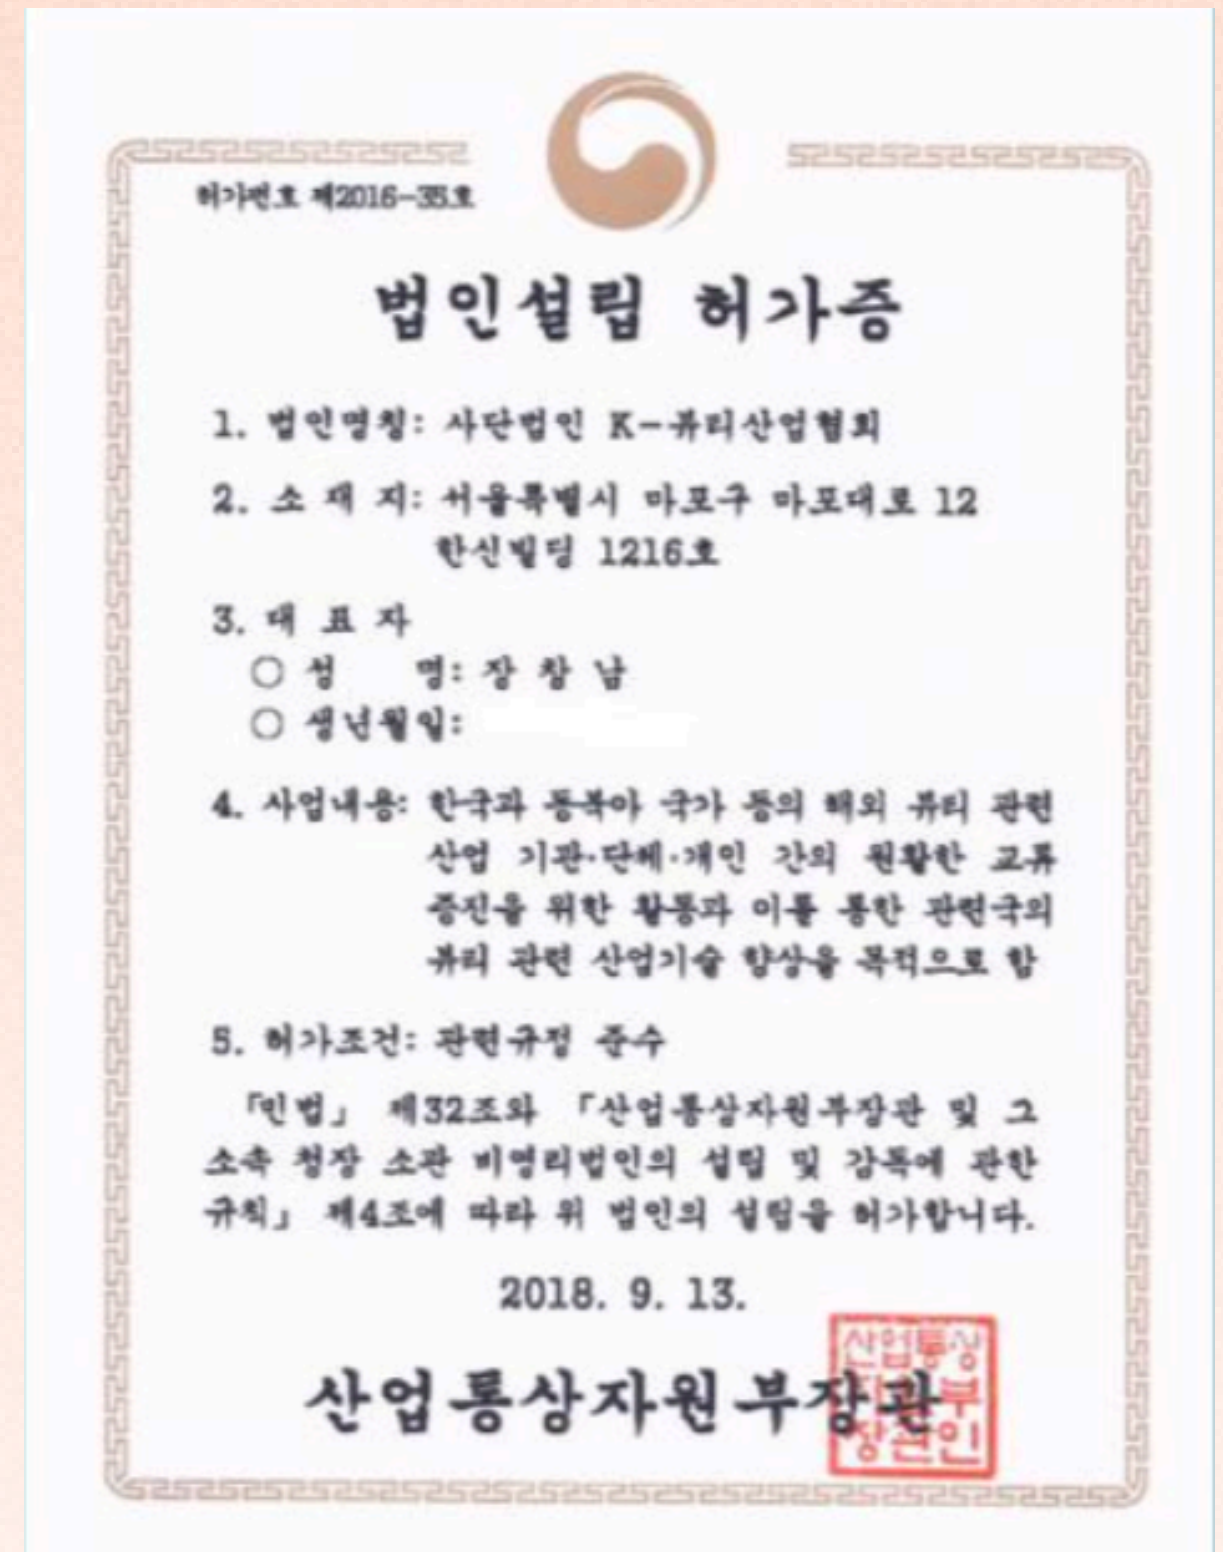 허가번호 제2016-35호
법인설립 허가증
1. 법인명칭: 사단법인 K-뷰티산업협회
2. 소 재 지: 서울특별시 마포구 마포대로 12
한신빌딩 1216호
3. 대 표 자
○ 성 명: 장 창 남
○ 생년월일:
4. 사업내용: 한국과 동북아 국가 등의 해외 뷰티 관련
산업 기관·단체·개인 간의 원활한 교류
증진을 위한 활동과 이를 통한 관련국의
뷰티 관련 산업기술 향상을 목적으로 함
5. 허가조건: 관련규정 준수
「민법」 제32조와 「산업통상자원부장관 및 그
소속 청장 소관 비영리법인의 설립 및 감독에 관한
규칙」 제4조에 따라 위 법인의 설립을 허가합니다.
2018. 9. 13.
산업통상자원부장관
산업통상
자원부
장관인